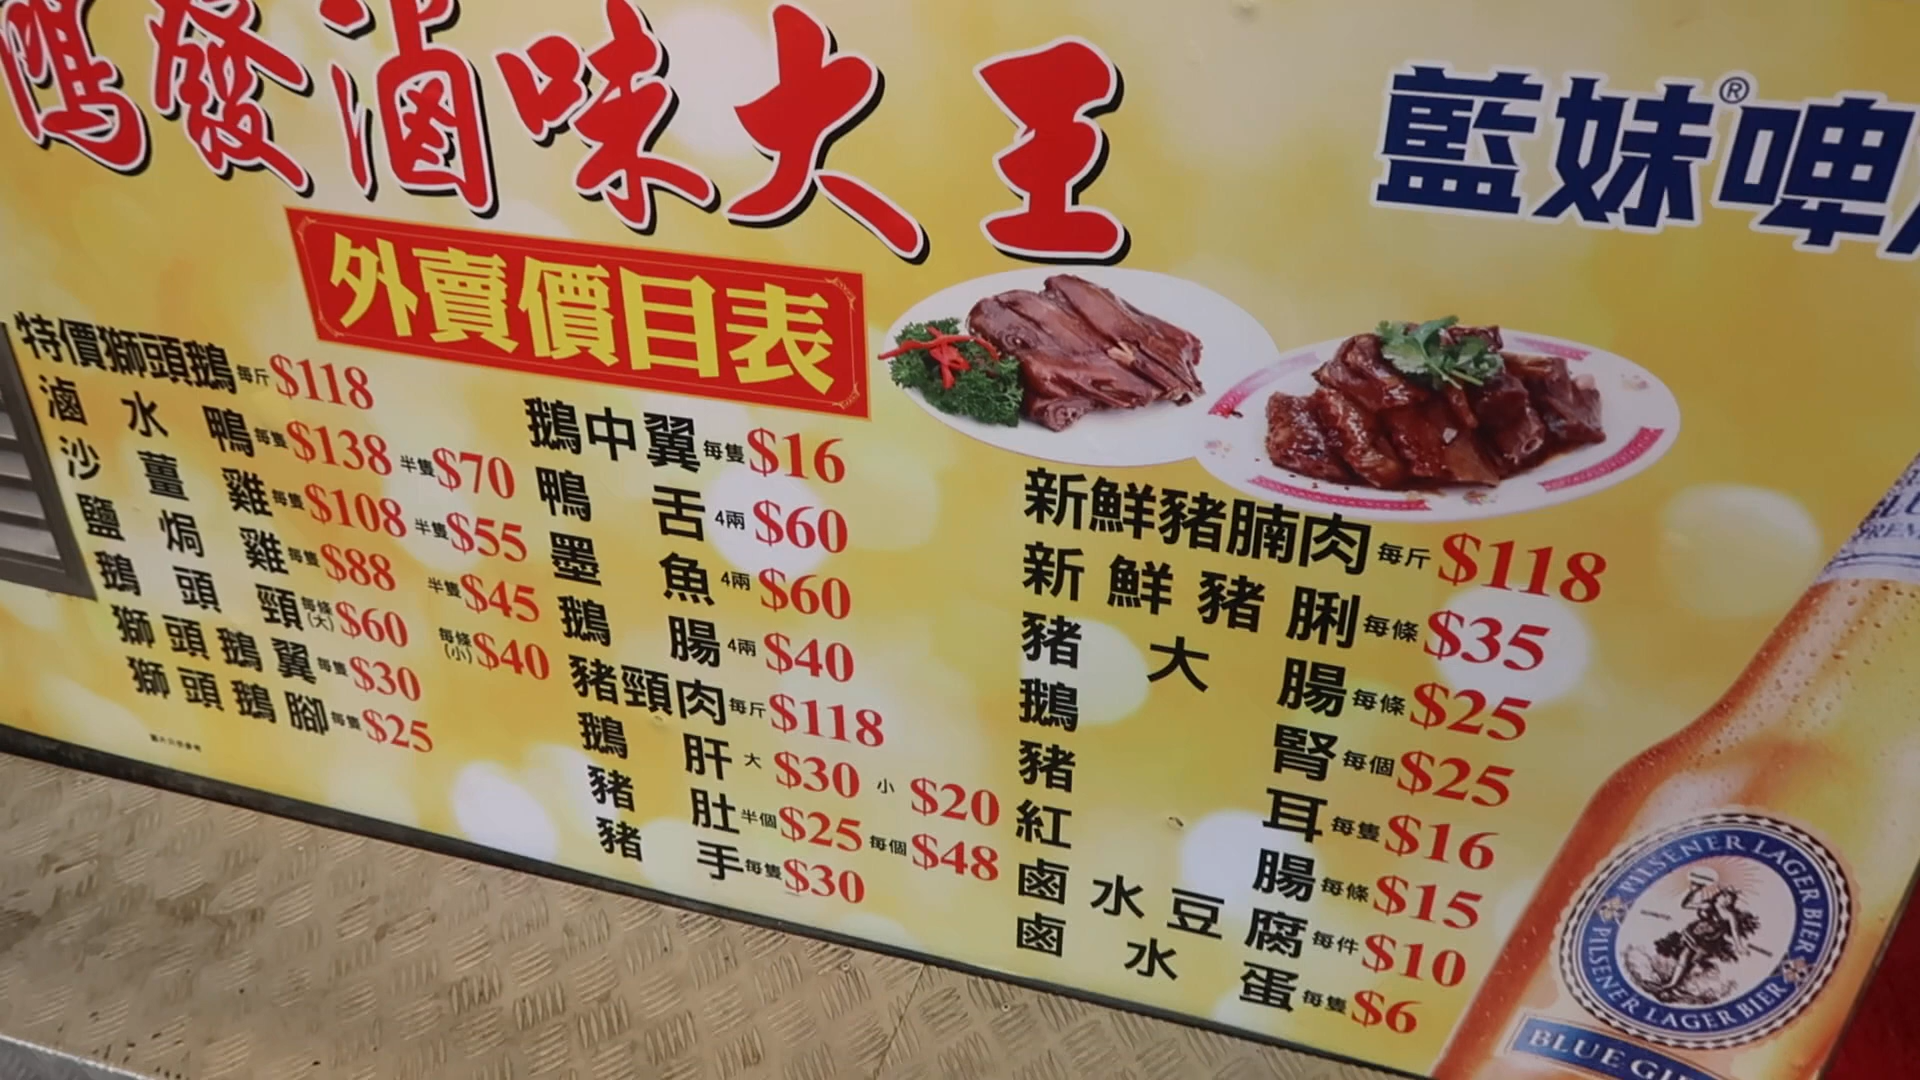 鴻發滷味大王
藍妹®啤
外賣價目表
特價獅頭鵝 每斤 $118
滷水鴨 每隻 $138 半隻 $70
沙薑雞 每隻 $108 半隻 $55
鹽焗雞 每隻 $88 半隻 $45
鵝頭頸 每條(大) $60 每條(小) $40
獅頭鵝翼 每隻 $30
獅頭鵝腳 每隻 $25
圖片只供參考
鵝中翼 每隻 $16
鴨舌 4兩 $60
墨魚 4兩 $60
鵝腸 4兩 $40
豬頸肉 每斤 $118
鵝肝 大 $30 小 $20
豬肚 半個 $25 每個 $48
豬手 每隻 $30
新鮮豬腩肉 每斤 $118
新鮮豬脷 每條 $35
豬大腸 每條 $25
鵝腎 每個 $25
豬耳 每隻 $16
紅腸 每條 $15
鹵水豆腐 每件 $10
鹵水蛋 每隻 $6
PILSENER LAGER BIER
PILSENER LAGER BIER
BLUE GI